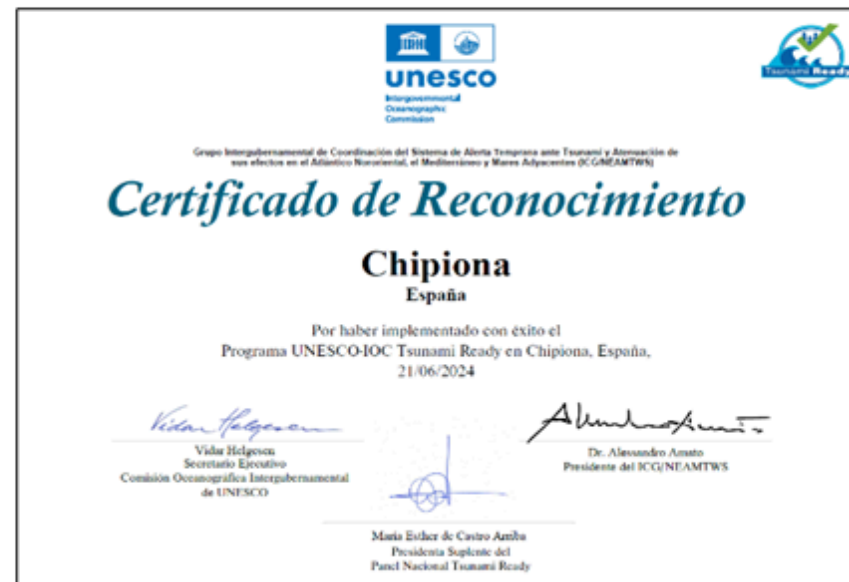 unesco
Intergovernmental
Oceanographic
Commission
Tsunami Ready
Grupo Intergubernamental de Coordinación del Sistema de Alerta Temprana ante Tsunami y Atenuación de
sus efectos en el Atlántico Nororiental, el Mediterráneo y Mares Adyacentes (ICG/NEAMTWS)
Certificado de Reconocimiento
Chipiona
España
Por haber implementado con éxito el
Programa UNESCO-IOC Tsunami Ready en Chipiona, España,
21/06/2024
Vidar Helgesen
Vidar Helgesen
Secretario Ejecutivo
Comisión Oceanográfica Intergubernamental
de UNESCO
Dr. Alessandro Amato
Presidente del ICG/NEAMTWS
María Esther de Castro Arriba
Presidenta Suplente del
Panel Nacional Tsunami Ready